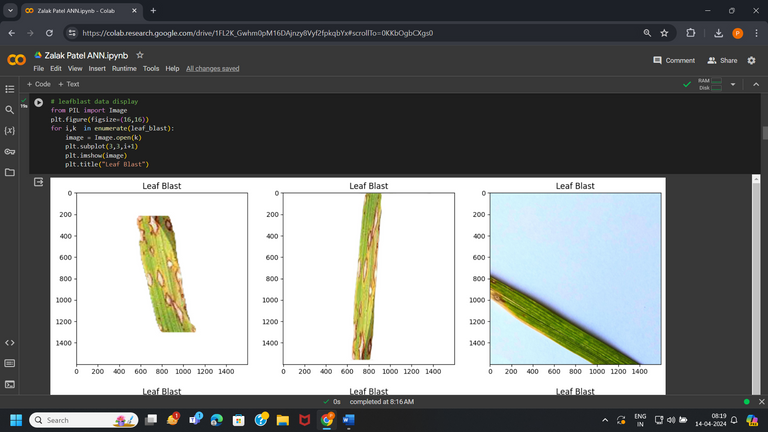 Zalak Patel ANN.ipynb - Colab
https://colab.research.google.com/drive/1FL2K_Gwhm0pM16DAjnzy8Vyf2fpkqbYx#scrollTo=0KKbOgbCXgs0
P
Zalak Patel ANN.ipynb
File Edit View Insert Runtime Tools Help All changes saved
Comment
Share
+ Code + Text
RAM
Disk
19s
# leafblast data display
from PIL import Image
plt.figure(figsize=(16,16))
for i,k in enumerate(leaf_blast):
image = Image.open(k)
plt.subplot(3,3,i+1)
plt.imshow(image)
plt.title("Leaf Blast")
Leaf Blast
0
200
400
600
800
1000
1200
1400
0 200 400 600 800 1000 1200 1400
Leaf Blast
0
200
400
600
800
1000
1200
1400
0 200 400 600 800 1000 1200 1400
Leaf Blast
0
200
400
600
800
1000
1200
1400
0 200 400 600 800 1000 1200 1400
Leaf Blast
Leaf Blast
Leaf Blast
0s completed at 8:16 AM
Search
ENG
IN
08:19
14-04-2024